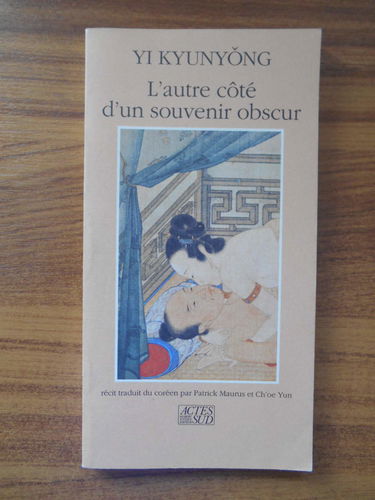 YI KYUNYǑNG
L'autre côté
d'un souvenir obscur
récit traduit du coréen par Patrick Maurus et Ch'oe Yun
ACTES
SUD